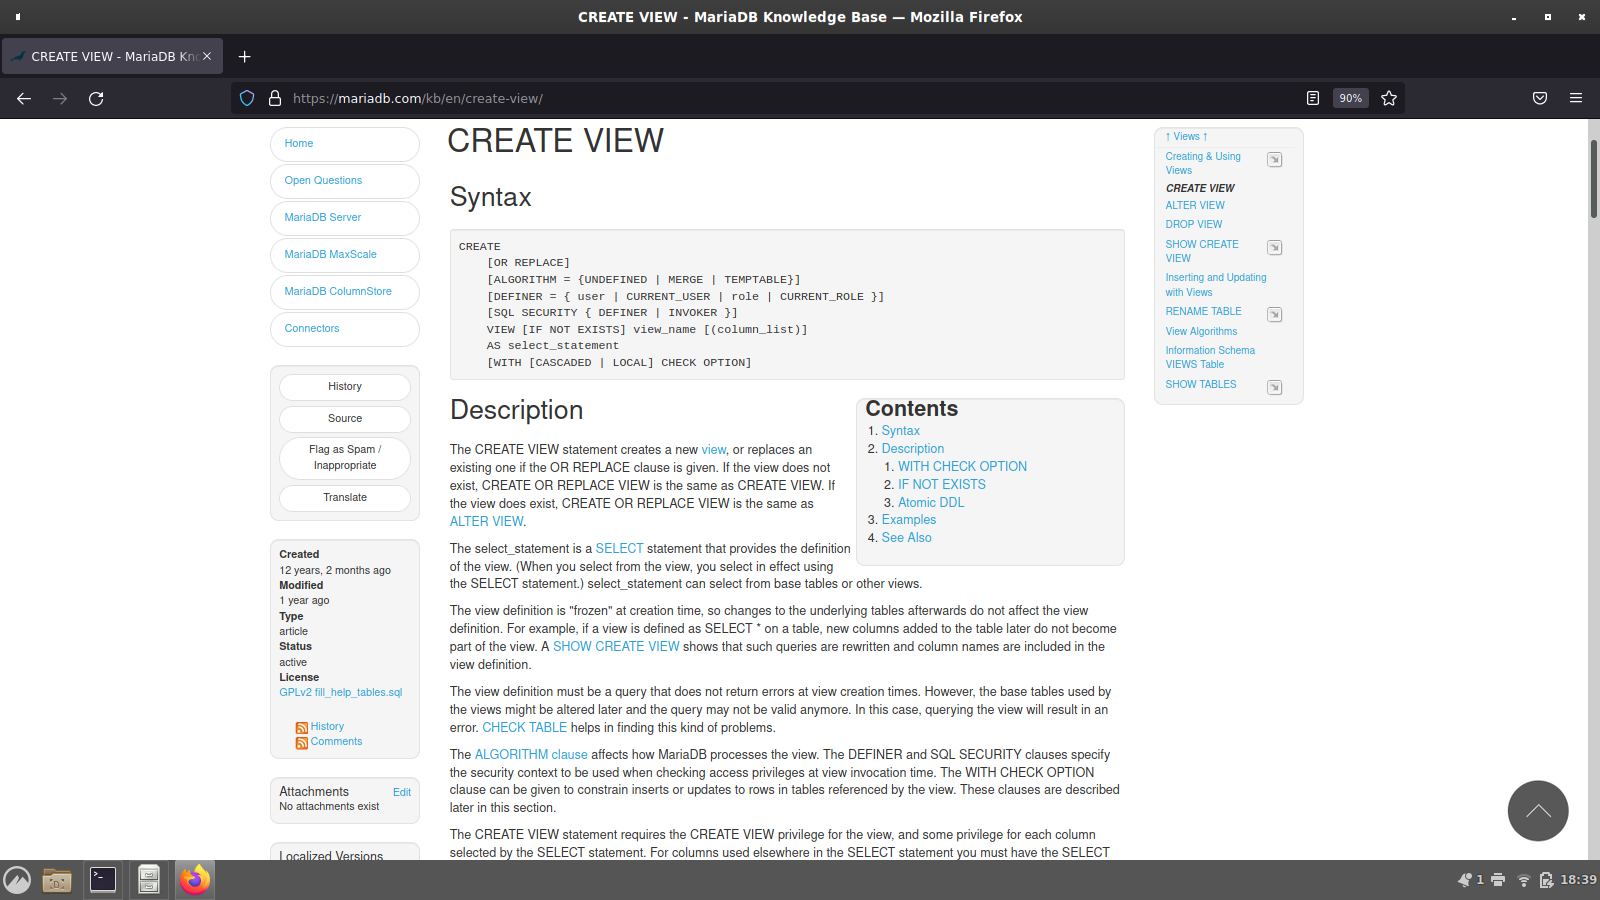 CREATE VIEW - MariaDB Knowledge Base — Mozilla Firefox
CREATE VIEW - MariaDB
https://mariadb.com/kb/en/create-view/
90%
Home
Open Questions
MariaDB Server
MariaDB MaxScale
MariaDB ColumnStore
Connectors
History
Source
Flag as Spam /
Inappropriate
Translate
Created
12 years, 2 months ago
Modified
1 year ago
Type
article
Status
active
License
GPLv2 fill_help_tables.sql
History
Comments
Attachments Edit
No attachments exist
Localized Versions
CREATE VIEW
Syntax
CREATE
[OR REPLACE]
[ALGORITHM = {UNDEFINED | MERGE | TEMPTABLE}]
[DEFINER = { user | CURRENT_USER | role | CURRENT_ROLE }]
[SQL SECURITY { DEFINER | INVOKER }]
VIEW [IF NOT EXISTS] view_name [(column_list)]
AS select_statement
[WITH [CASCADED | LOCAL] CHECK OPTION]
Contents
1. Syntax
2. Description
1. WITH CHECK OPTION
2. IF NOT EXISTS
3. Atomic DDL
3. Examples
4. See Also
Description
The CREATE VIEW statement creates a new view, or replaces an
existing one if the OR REPLACE clause is given. If the view does not
exist, CREATE OR REPLACE VIEW is the same as CREATE VIEW. If
the view does exist, CREATE OR REPLACE VIEW is the same as
ALTER VIEW.
The select_statement is a SELECT statement that provides the definition
of the view. (When you select from the view, you select in effect using
the SELECT statement.) select_statement can select from base tables or other views.
The view definition is "frozen" at creation time, so changes to the underlying tables afterwards do not affect the view
definition. For example, if a view is defined as SELECT * on a table, new columns added to the table later do not become
part of the view. A SHOW CREATE VIEW shows that such queries are rewritten and column names are included in the
view definition.
The view definition must be a query that does not return errors at view creation times. However, the base tables used by
the views might be altered later and the query may not be valid anymore. In this case, querying the view will result in an
error. CHECK TABLE helps in finding this kind of problems.
The ALGORITHM clause affects how MariaDB processes the view. The DEFINER and SQL SECURITY clauses specify
the security context to be used when checking access privileges at view invocation time. The WITH CHECK OPTION
clause can be given to constrain inserts or updates to rows in tables referenced by the view. These clauses are described
later in this section.
The CREATE VIEW statement requires the CREATE VIEW privilege for the view, and some privilege for each column
selected by the SELECT statement. For columns used elsewhere in the SELECT statement you must have the SELECT
↑ Views ↑
Creating & Using
Views
CREATE VIEW
ALTER VIEW
DROP VIEW
SHOW CREATE
VIEW
Inserting and Updating
with Views
RENAME TABLE
View Algorithms
Information Schema
VIEWS Table
SHOW TABLES
1
18:39